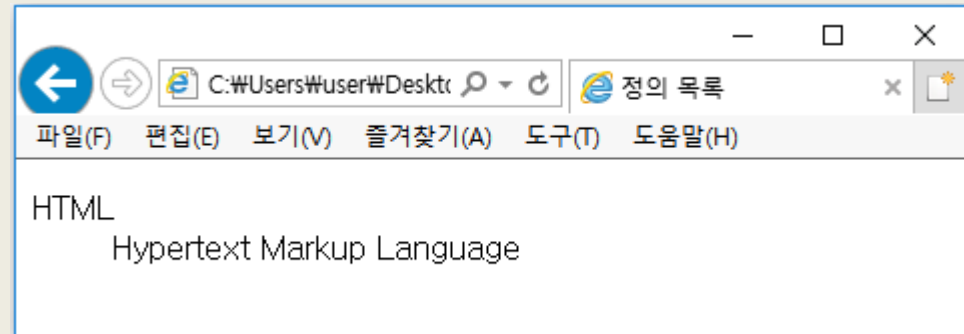 C:₩Users₩user₩Deskt
정의 목록
파일(F) 편집(E) 보기(V) 즐겨찾기(A) 도구(T) 도움말(H)
HTML
Hypertext Markup Language